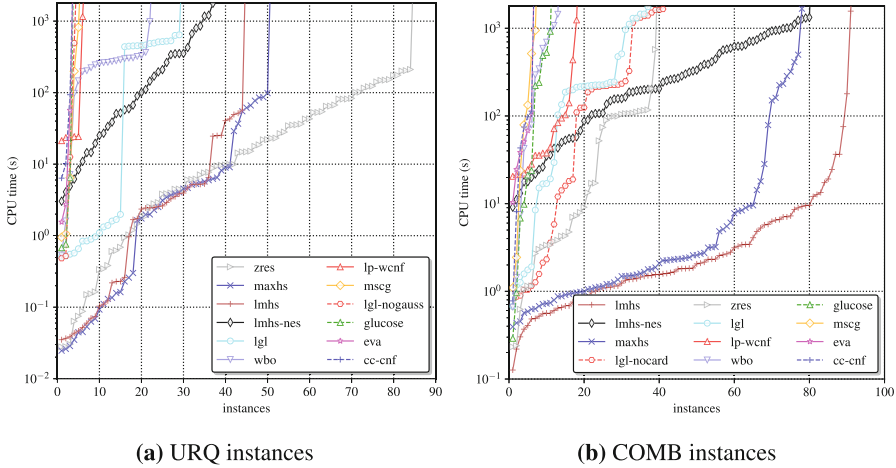 10³
10²
10¹
10⁰
10⁻¹
10⁻²
CPU time (s)
0 10 20 30 40 50 60 70 80 90
instances
zres
maxhs
lmhs
lmhs-nes
lgl
wbo
lp-wcnf
mscg
lgl-nogauss
glucose
eva
cc-cnf
(a) URQ instances
10³
10²
10¹
10⁰
10⁻¹
CPU time (s)
0 20 40 60 80 100
instances
lmhs
lmhs-nes
maxhs
lgl-nocard
zres
lgl
lp-wcnf
wbo
glucose
mscg
eva
cc-cnf
(b) COMB instances